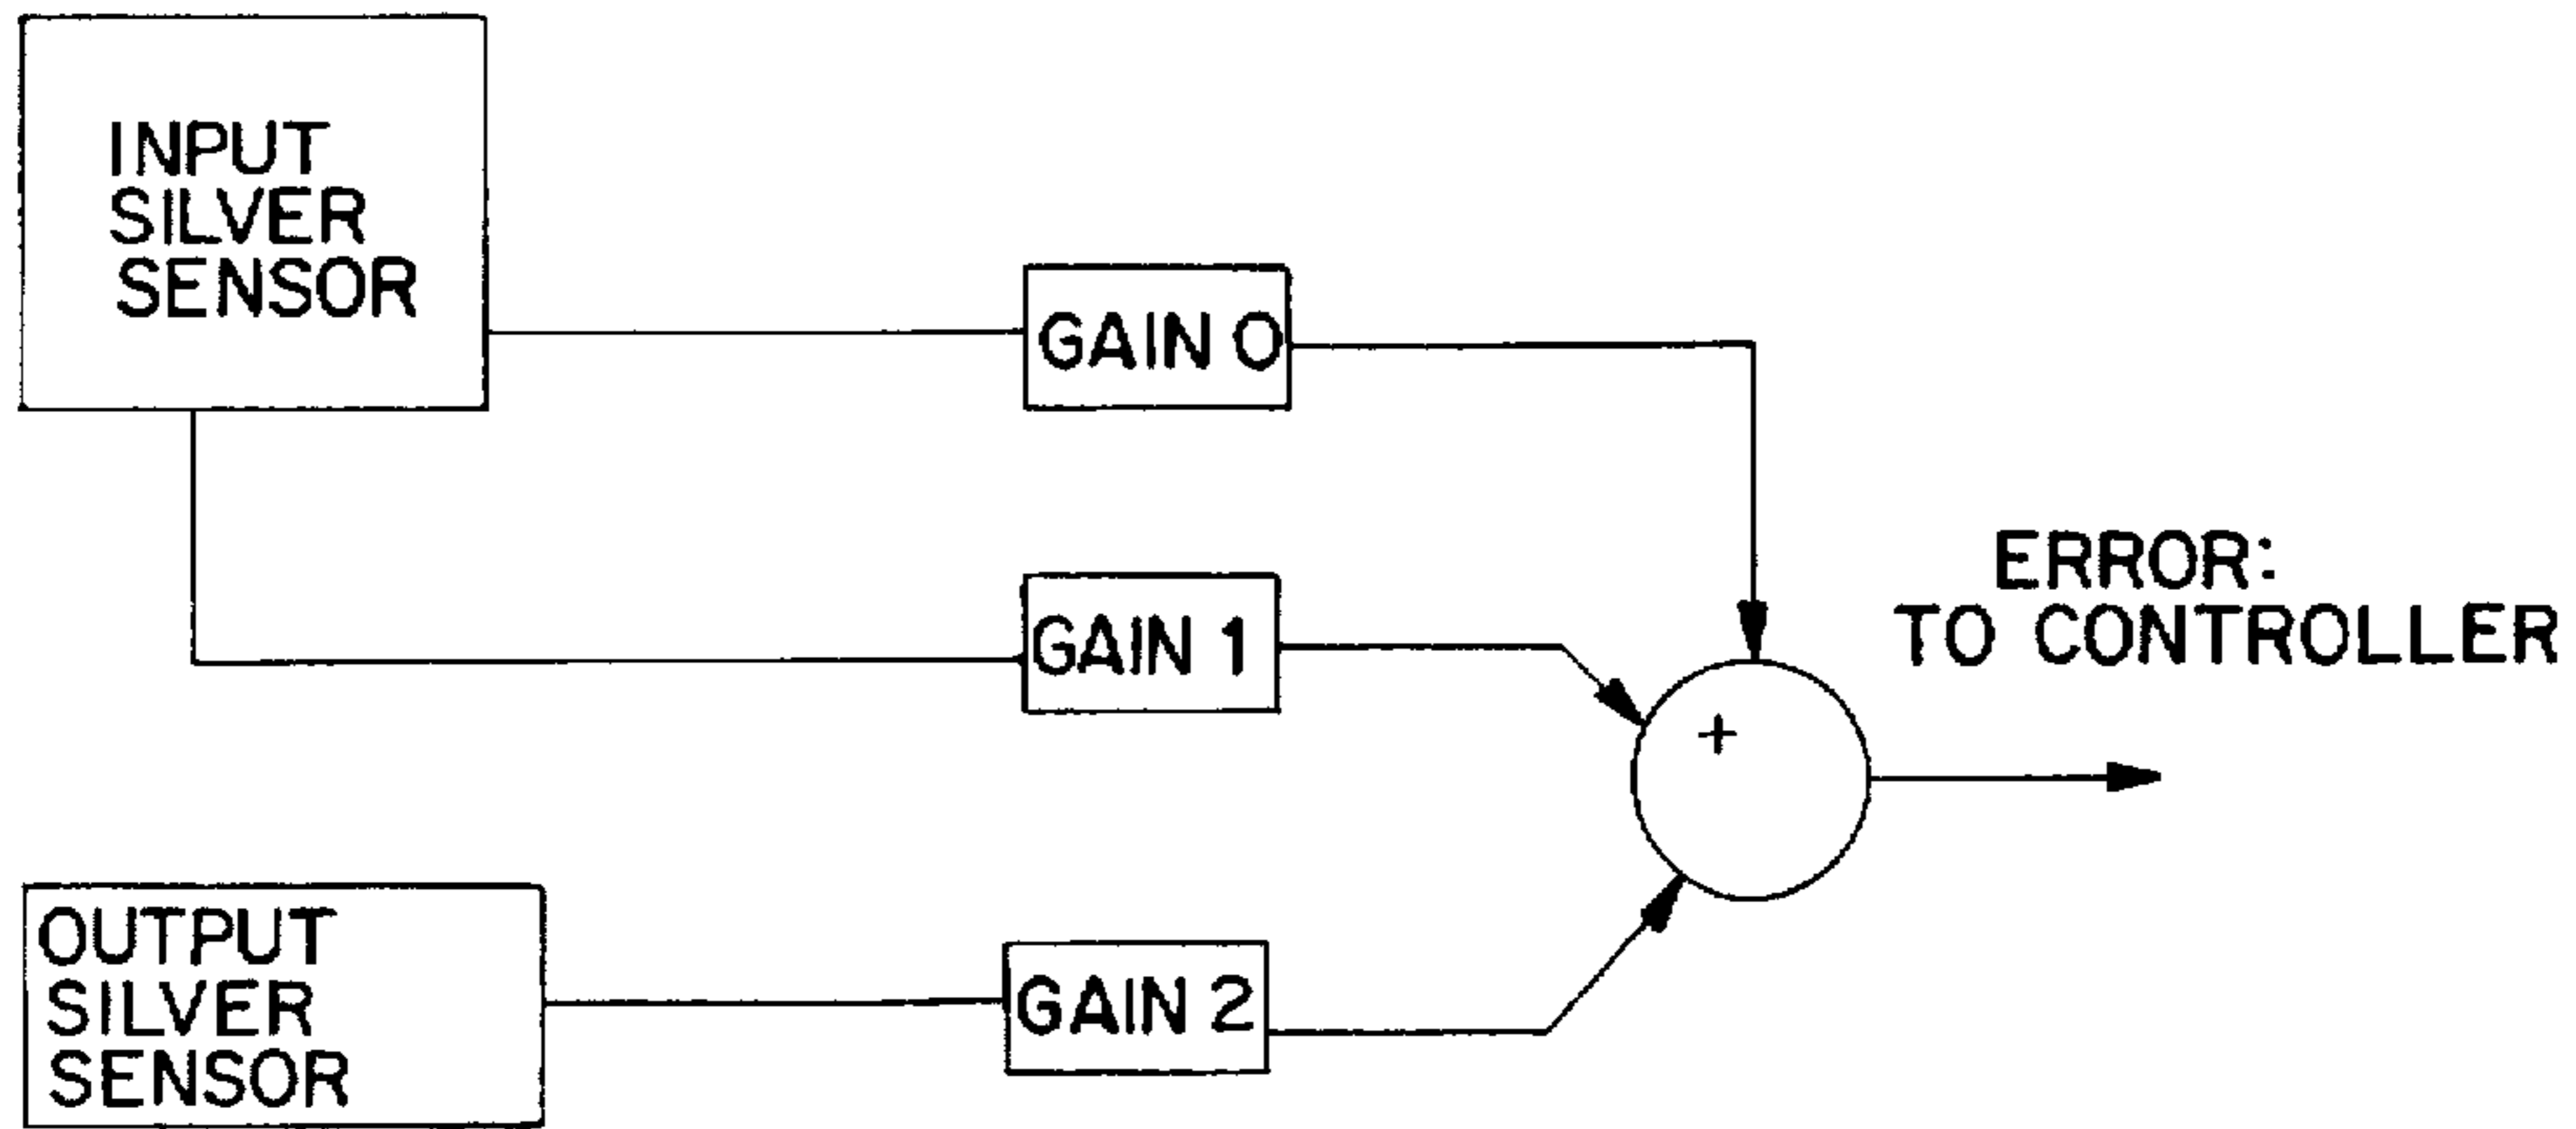 INPUT
SILVER
SENSOR
GAIN 0
GAIN 1
ERROR:
TO CONTROLLER
+
OUTPUT
SILVER
SENSOR
GAIN 2